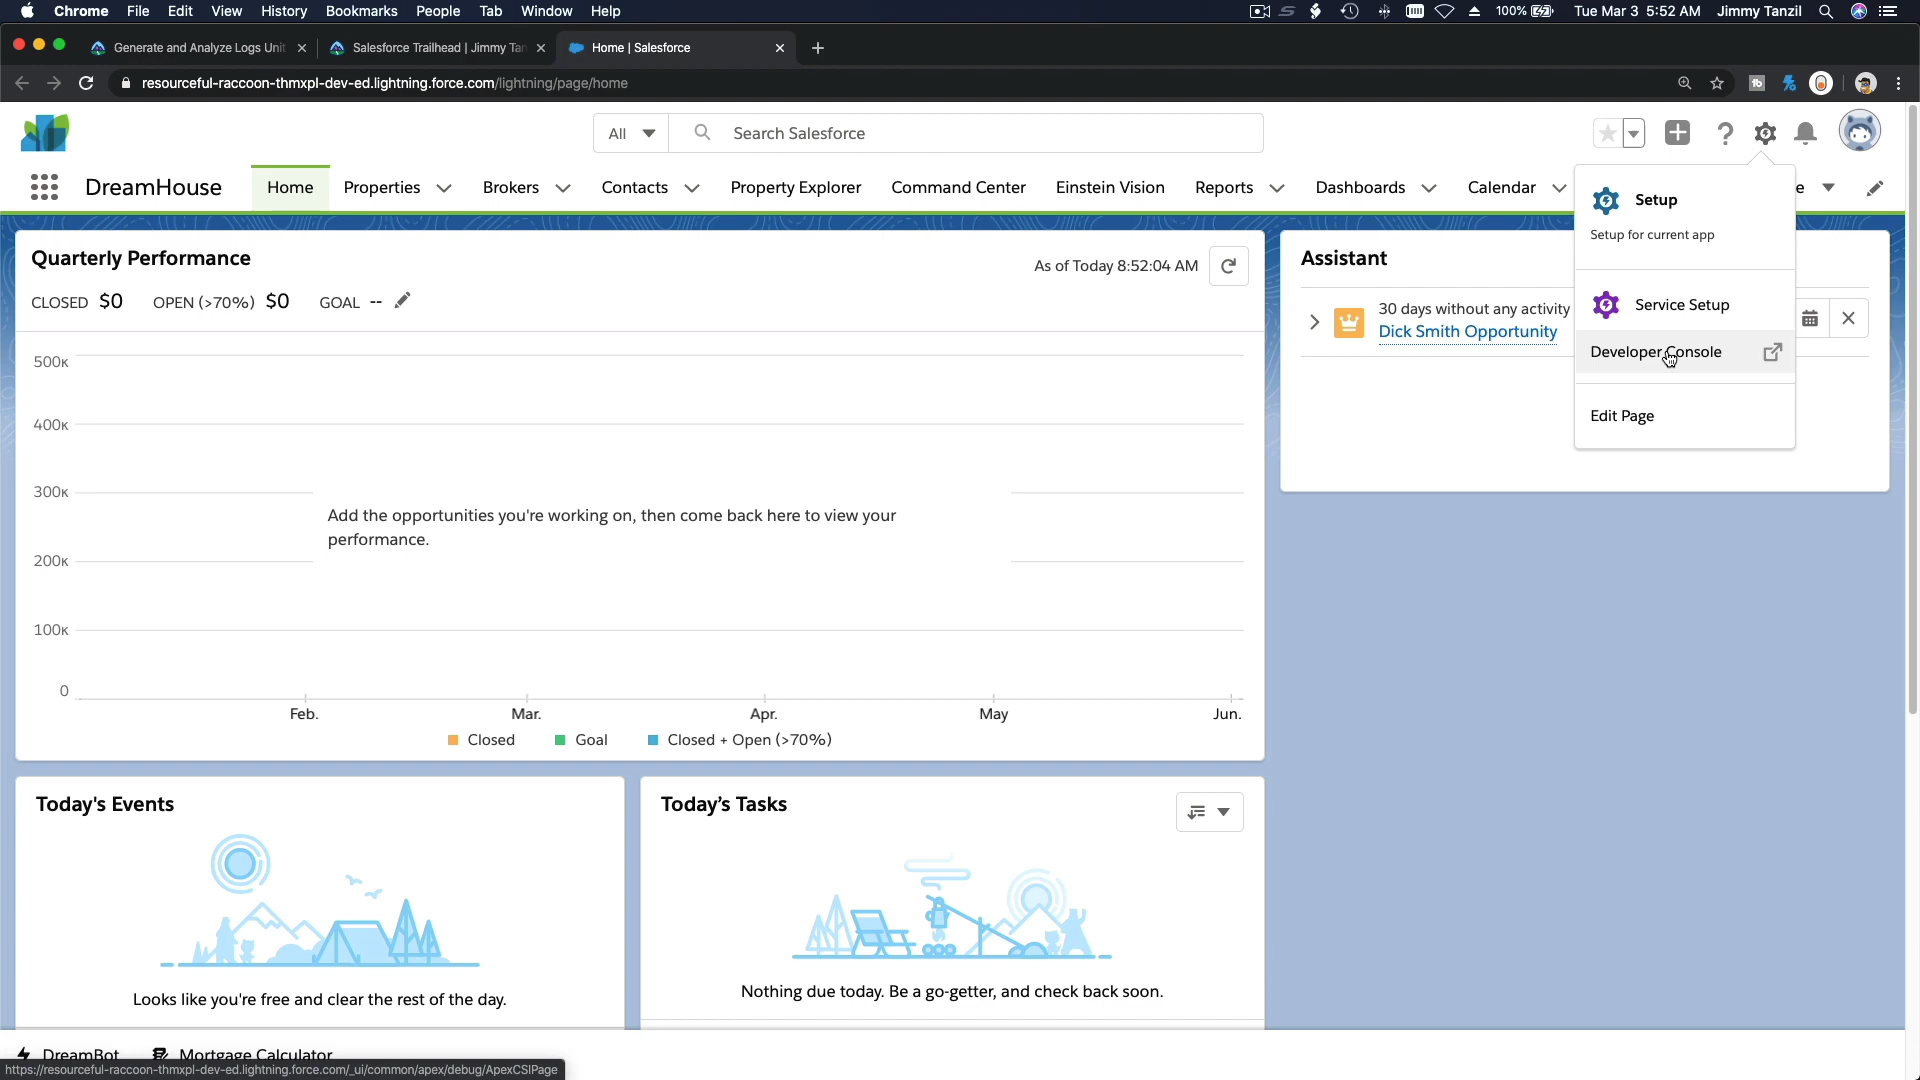 Chrome File Edit View History Bookmarks People Tab Window Help 100% Tue Mar 3 5:52 AM Jimmy Tanzil
Generate and Analyze Logs Unit
Salesforce Trailhead | Jimmy Tan
Home | Salesforce
resourceful-raccoon-thmxpl-dev-ed.lightning.force.com/lightning/page/home
All
Search Salesforce
DreamHouse
Home Properties Brokers Contacts Property Explorer Command Center Einstein Vision Reports Dashboards Calendar e
Setup
Setup for current app
Service Setup
Developer Console
Edit Page
Quarterly Performance
As of Today 8:52:04 AM
CLOSED $0 OPEN (>70%) $0 GOAL --
500K
400K
300K
200K
100K
0
Add the opportunities you're working on, then come back here to view your
performance.
Feb. Mar. Apr. May Jun.
Closed Goal Closed + Open (>70%)
Assistant
30 days without any activity
Dick Smith Opportunity
Today's Events
Looks like you're free and clear the rest of the day.
Today's Tasks
Nothing due today. Be a go-getter, and check back soon.
DreamBot Mortgage Calculator
https://resourceful-raccoon-thmxpl-dev-ed.lightning.force.com/_ui/common/apex/debug/ApexCSIPage